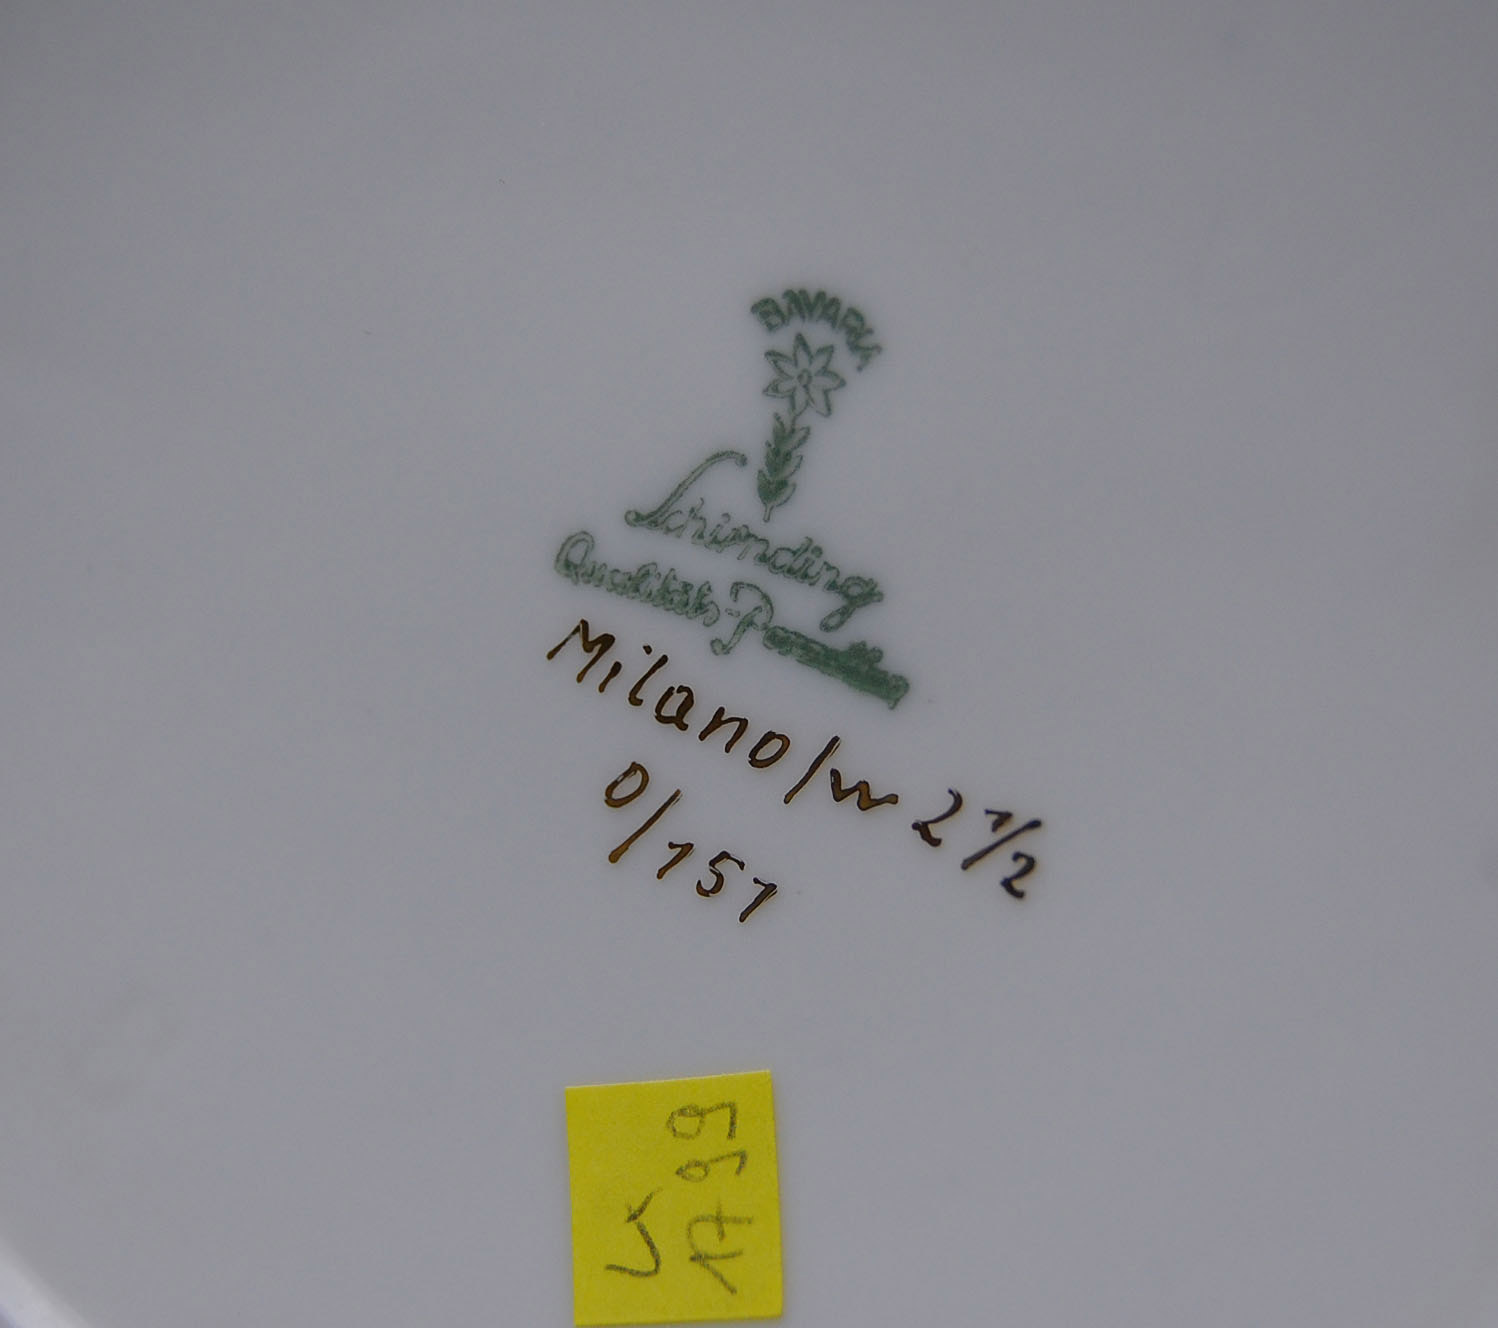 BAVARIA
Schirnding
Qualitäts-Porzellan
Milano/w 2 1/2
0/151